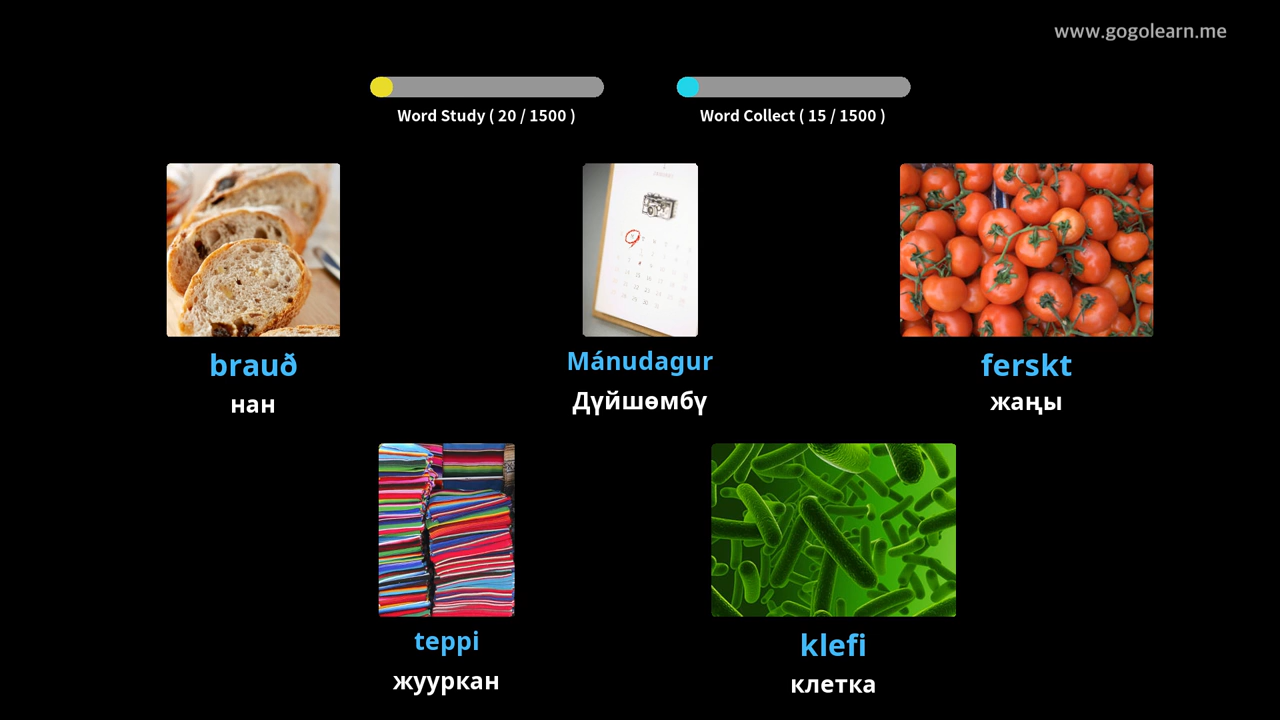 www.gogolearn.me
Word Study ( 20 / 1500 )
Word Collect ( 15 / 1500 )
brauð
нан
Mánudagur
Дүйшөмбү
ferskt
жаңы
teppi
жууркан
klefi
клетка